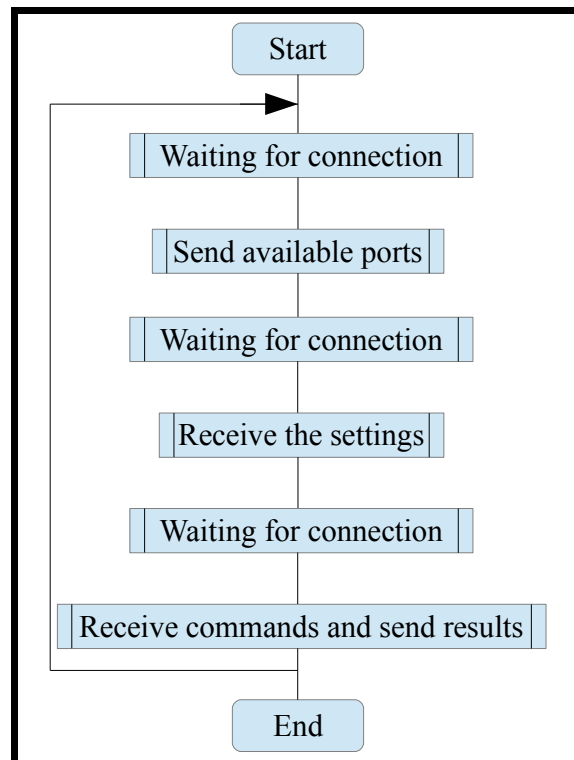 Start
Waiting for connection
Send available ports
Waiting for connection
Receive the settings
Waiting for connection
Receive commands and send results
End